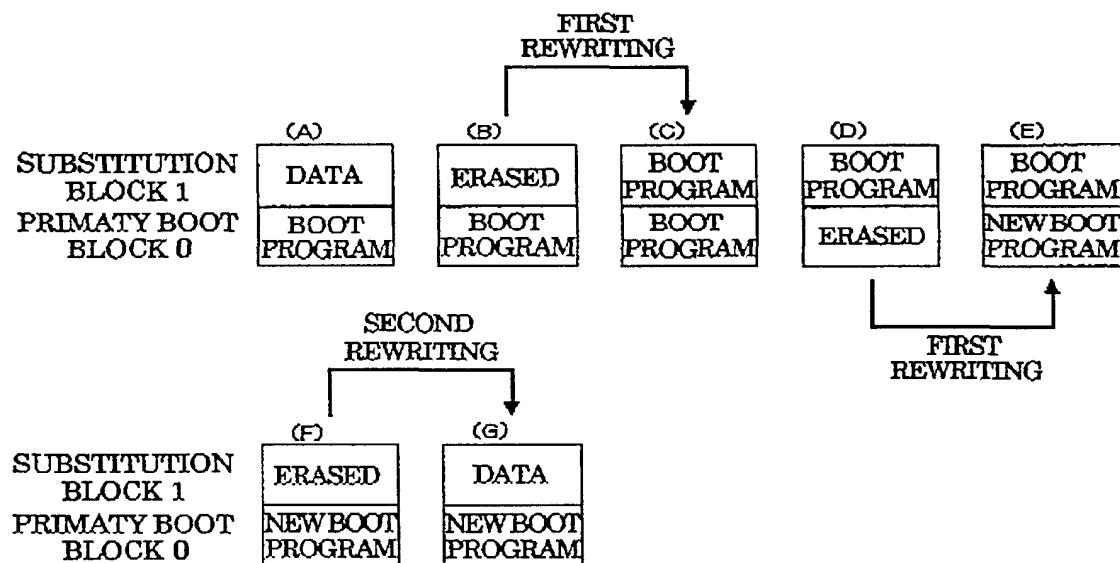 FIRST
REWRITING
(A)
(B)
(C)
(D)
(E)
SUBSTITUTION
BLOCK 1
PRIMATY BOOT
BLOCK 0
DATA
BOOT
PROGRAM
ERASED
BOOT
PROGRAM
BOOT
PROGRAM
BOOT
PROGRAM
BOOT
PROGRAM
ERASED
BOOT
PROGRAM
NEW BOOT
PROGRAM
FIRST
REWRITING
SECOND
REWRITING
(F)
(G)
SUBSTITUTION
BLOCK 1
PRIMATY BOOT
BLOCK 0
ERASED
NEW BOOT
PROGRAM
DATA
NEW BOOT
PROGRAM